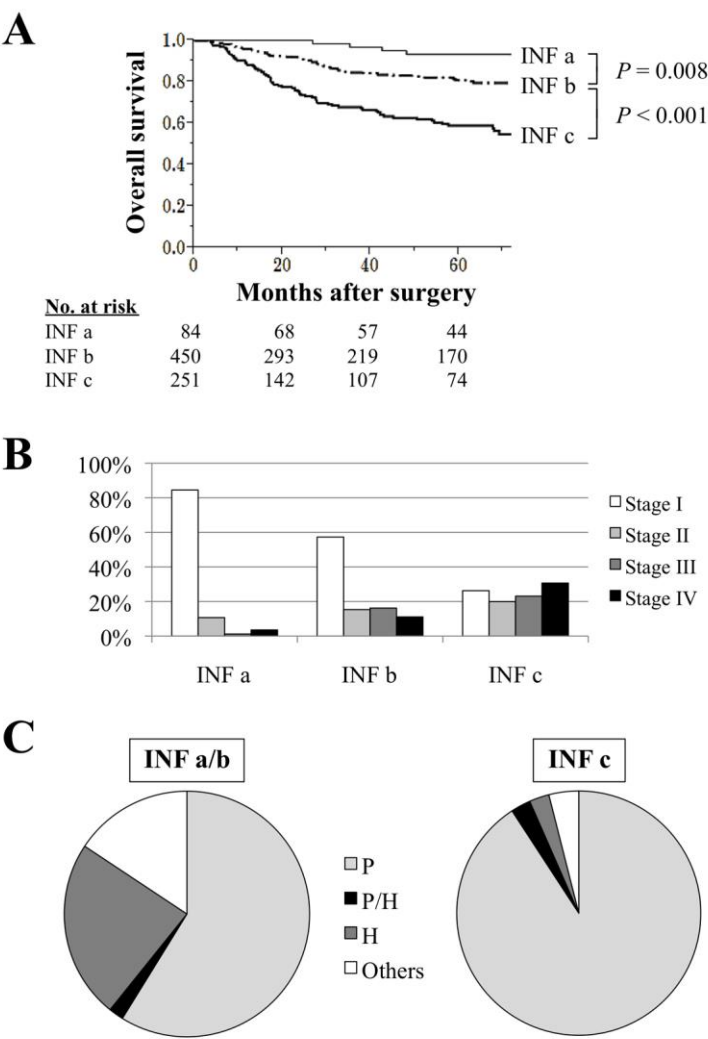 A
Overall survival
1.0
0.8
0.6
0.4
0.2
0.0
0 20 40 60
Months after surgery
INF a
INF b
INF c
P = 0.008
P < 0.001
No. at risk
INF a 84 68 57 44
INF b 450 293 219 170
INF c 251 142 107 74
B
100%
80%
60%
40%
20%
0%
INF a INF b INF c
Stage I
Stage II
Stage III
Stage IV
C
INF a/b
INF c
P
P/H
H
Others